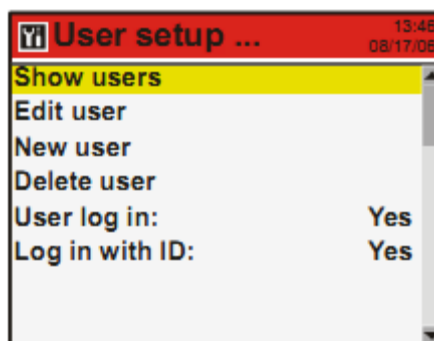 User setup ...
13:46
08/17/06
Show users
Edit user
New user
Delete user
User log in: Yes
Log in with ID: Yes